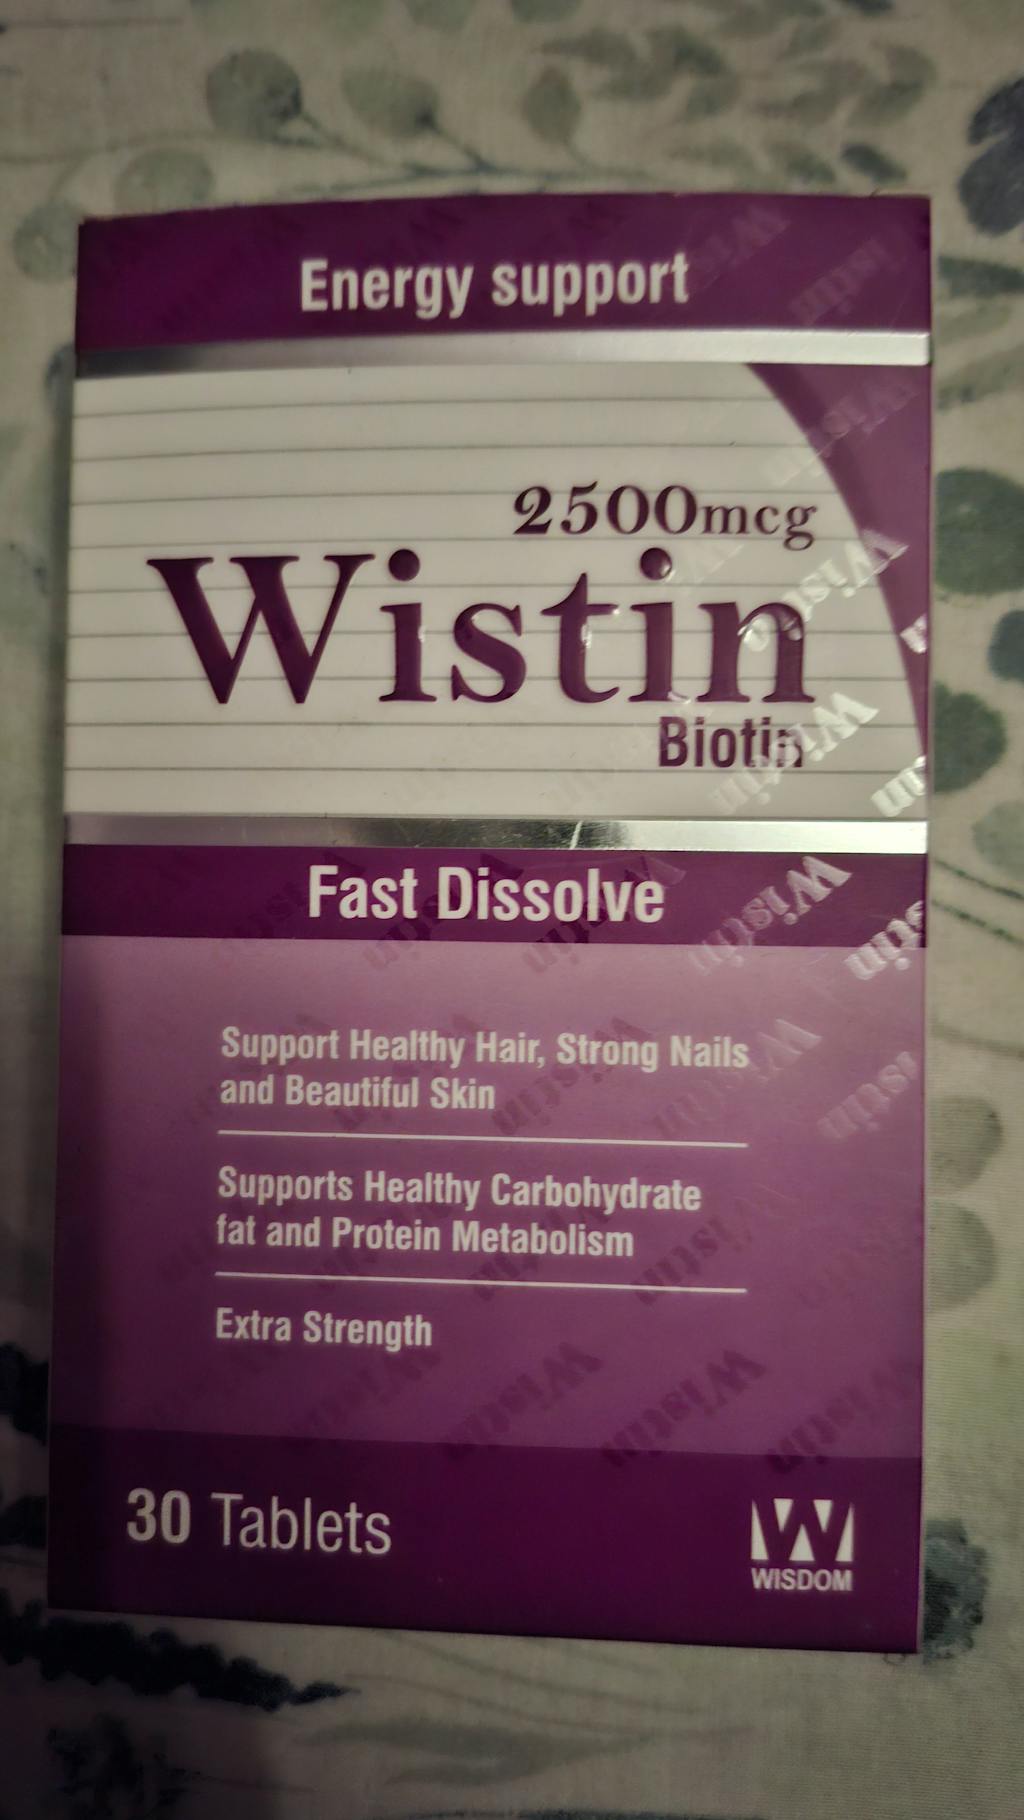 Energy support
2500mcg
Wistin
Biotin
Fast Dissolve
Support Healthy Hair, Strong Nails
and Beautiful Skin
Supports Healthy Carbohydrate
fat and Protein Metabolism
Extra Strength
30 Tablets
W
WISDOM